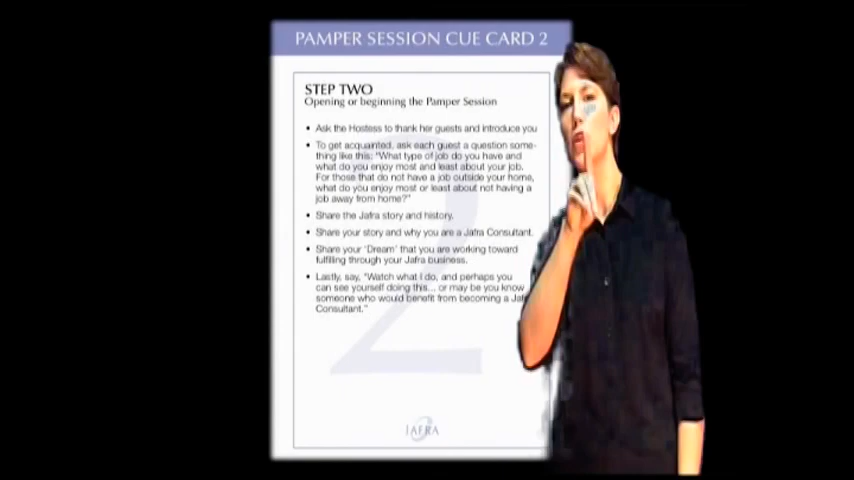 PAMPER SESSION CUE CARD 2
STEP TWO
Opening or beginning the Pamper Session
• Ask the Hostess to thank her guests and introduce you
• To get acquainted, ask each guest a question some-
thing like this: "What type of job do you have and
what do you enjoy most and least about your job.
For those that do not have a job outside your home,
what do you enjoy most or least about not having a
job away from home?"
• Share the Jafra story and history.
• Share your story and why you are a Jafra Consultant.
• Share your 'Dream' that you are working toward
fulfilling through your Jafra business.
• Lastly, say, "Watch what I do, and perhaps you
can see yourself doing this... or may be you know
someone who would benefit from becoming a Jaf
Consultant."
2
JAFRA